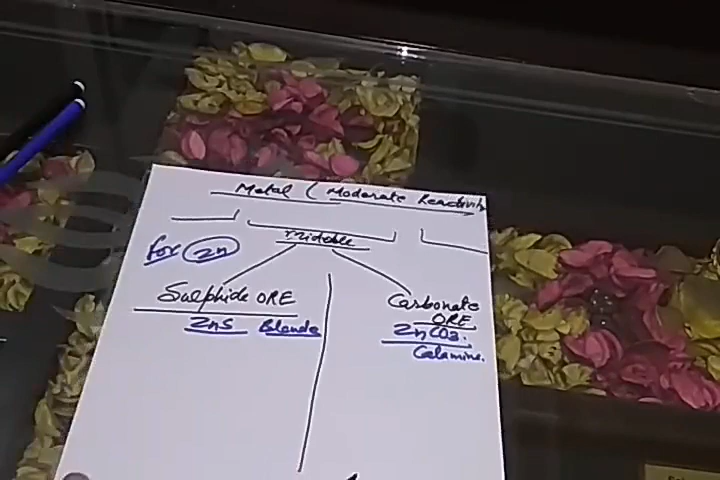 Metal (Moderate Reactivity
Middle
For Zn
Sulphide ORE
ZnS Blende
Carbonate
ORE
ZnCO3.
Calamine.